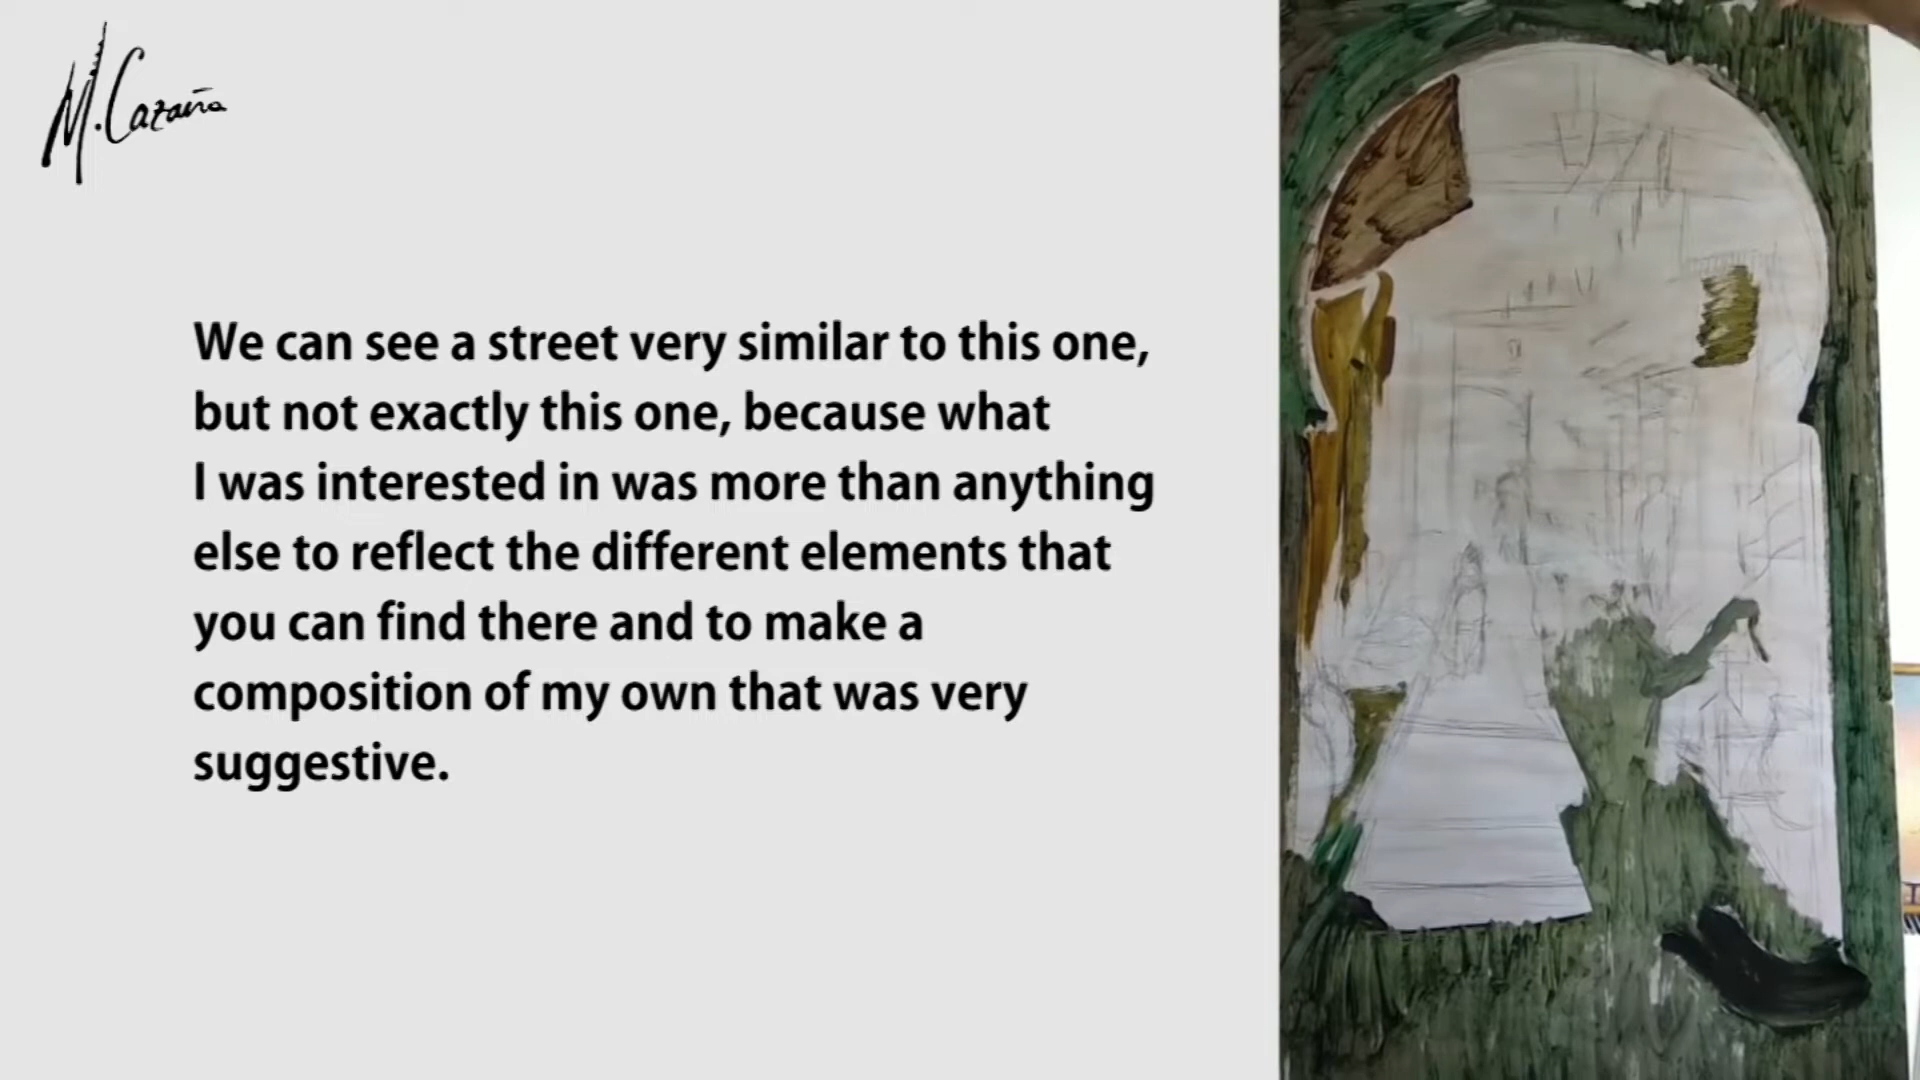 M. Cazaña
We can see a street very similar to this one,
but not exactly this one, because what
I was interested in was more than anything
else to reflect the different elements that
you can find there and to make a
composition of my own that was very
suggestive.